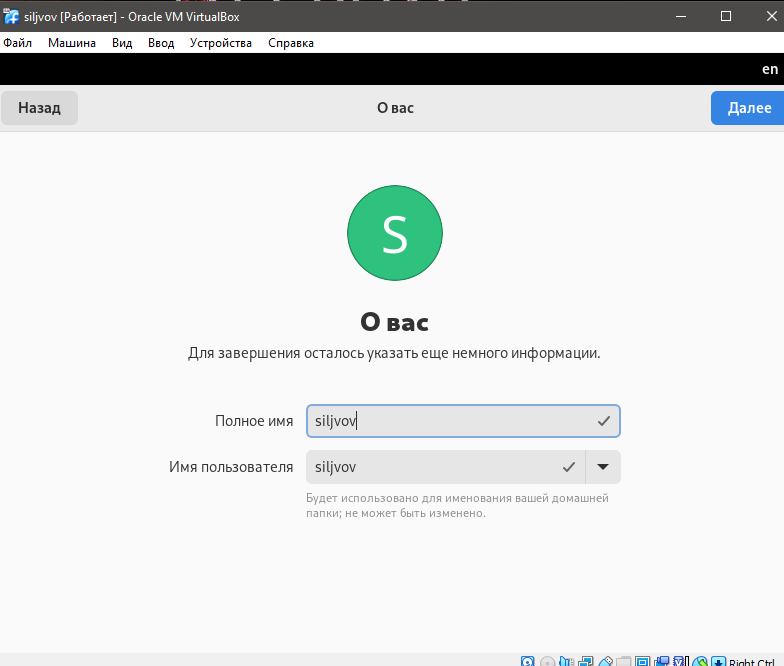 siljvov [Работает] - Oracle VM VirtualBox
Файл Машина Вид Ввод Устройства Справка
en
Назад О вас Далее
S
О вас
Для завершения осталось указать еще немного информации.
Полное имя siljvov
Имя пользователя siljvov
Будет использовано для именования вашей домашней
папки; не может быть изменено.
Right Ctrl